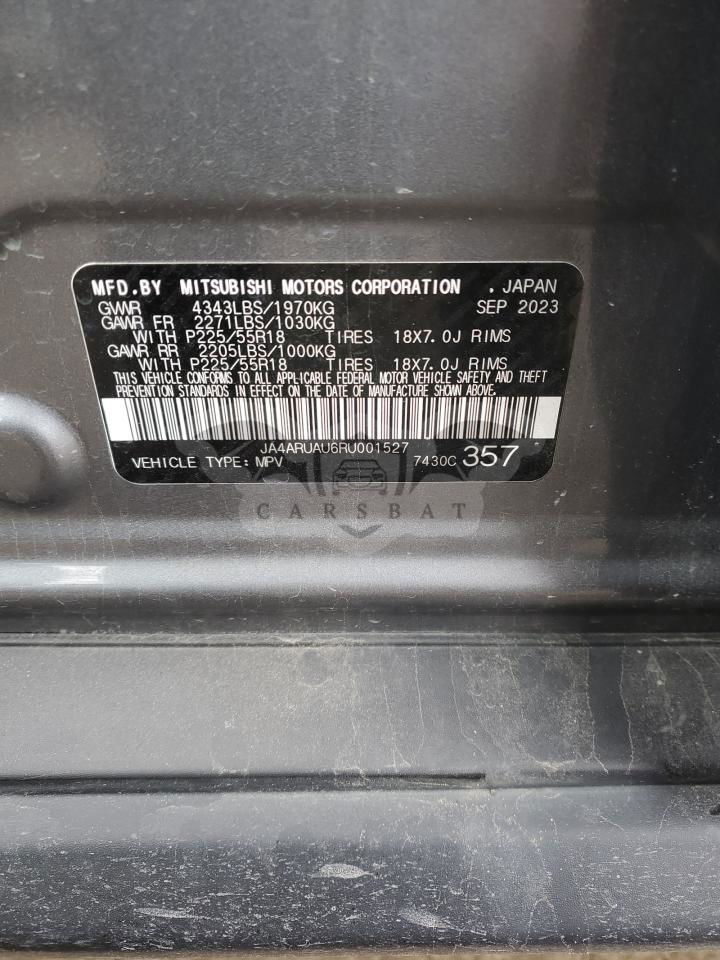 MFD.BY MITSUBISHI MOTORS CORPORATION . JAPAN
GVWR 4343LBS/1970KG SEP 2023
GAWR FR 2271LBS/1030KG
WITH P225/55R18 TIRES 18X7.0J RIMS
GAWR RR 2205LBS/1000KG
WITH P225/55R18 TIRES 18X7.0J RIMS
THIS VEHICLE CONFORMS TO ALL APPLICABLE FEDERAL MOTOR VEHICLE SAFETY AND THEFT
PREVENTION STANDARDS IN EFFECT ON THE DATE OF MANUFACTURE SHOWN ABOVE.
JA4ARUAU6RU001527
VEHICLE TYPE: MPV 7430C 357
CARSBAT